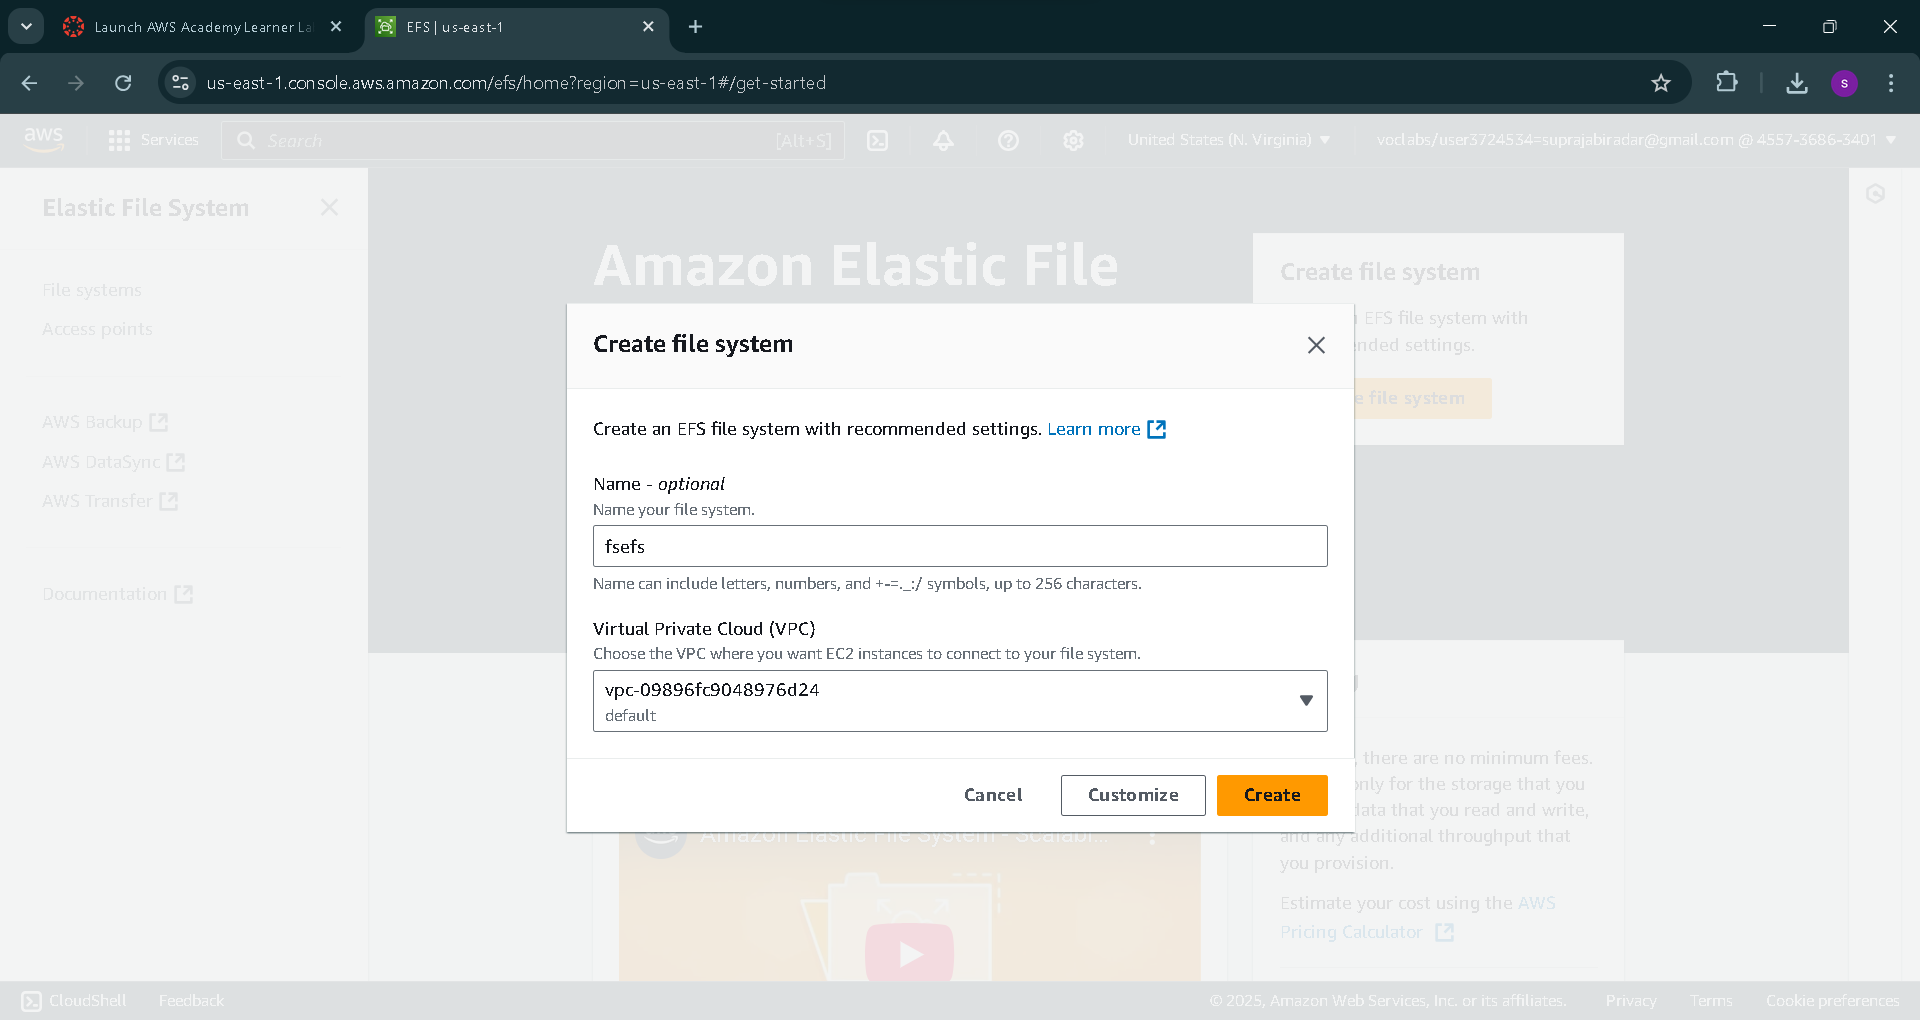 Launch AWS Academy Learner La
EFS | us-east-1
us-east-1.console.aws.amazon.com/efs/home?region=us-east-1#/get-started
S
aws
Services
Search
[Alt+S]
United States (N. Virginia)
voclabs/user3724534=suprajabiradar@gmail.com @ 4557-3686-3401
Elastic File System
File systems
Access points
AWS Backup
AWS DataSync
AWS Transfer
Documentation
Amazon Elastic File
Create file system
EFS file system with
nded settings.
e file system
Create file system
Create an EFS file system with recommended settings. Learn more
Name - optional
Name your file system.
fsefs
Name can include letters, numbers, and +-=._:/ symbols, up to 256 characters.
Virtual Private Cloud (VPC)
Choose the VPC where you want EC2 instances to connect to your file system.
vpc-09896fc9048976d24
default
Cancel
Customize
Create
, there are no minimum fees.
only for the storage that you
data that you read and write,
and any additional throughput that
you provision.
Estimate your cost using the AWS
Pricing Calculator
Amazon Elastic File System - Scalabl...
CloudShell
Feedback
© 2025, Amazon Web Services, Inc. or its affiliates.
Privacy
Terms
Cookie preferences